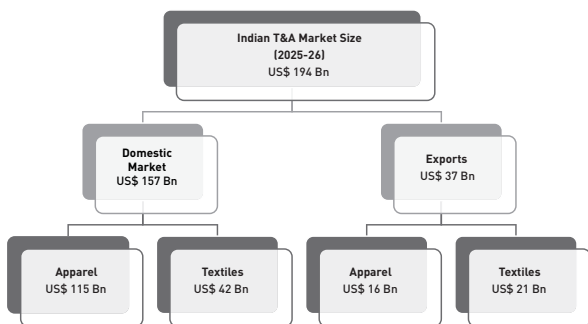 Indian T&A Market Size
(2025-26)
US$ 194 Bn
Domestic
Market
US$ 157 Bn
Exports
US$ 37 Bn
Apparel
US$ 115 Bn
Textiles
US$ 42 Bn
Apparel
US$ 16 Bn
Textiles
US$ 21 Bn